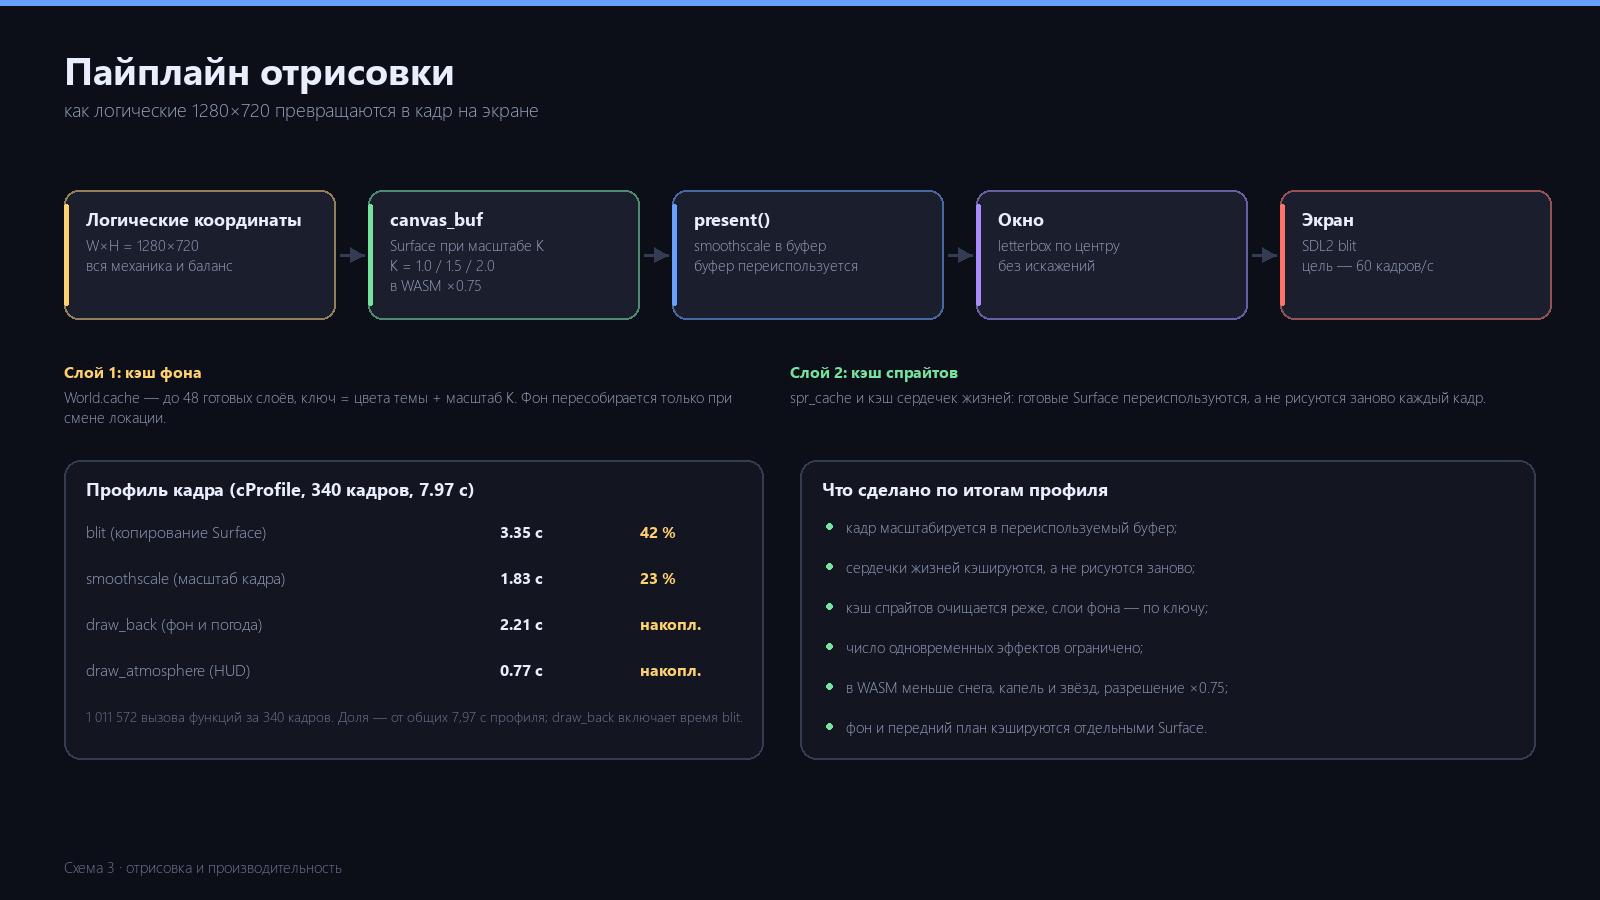 Пайплайн отрисовки
как логические 1280×720 превращаются в кадр на экране
Логические координаты
W×H = 1280×720
вся механика и баланс
canvas_buf
Surface при масштабе K
K = 1.0 / 1.5 / 2.0
в WASM ×0.75
present()
smoothscale в буфер
буфер переиспользуется
Окно
letterbox по центру
без искажений
Экран
SDL2 blit
цель — 60 кадров/с
Слой 1: кэш фона
World.cache — до 48 готовых слоёв, ключ = цвета темы + масштаб K. Фон пересобирается только при
смене локации.
Слой 2: кэш спрайтов
spr_cache и кэш сердечек жизней: готовые Surface переиспользуются, а не рисуются заново каждый кадр.
Профиль кадра (cProfile, 340 кадров, 7.97 с)
blit (копирование Surface) 3.35 с 42 %
smoothscale (масштаб кадра) 1.83 с 23 %
draw_back (фон и погода) 2.21 с накопл.
draw_atmosphere (HUD) 0.77 с накопл.
1 011 572 вызова функций за 340 кадров. Доля — от общих 7,97 с профиля; draw_back включает время blit.
Что сделано по итогам профиля
кадр масштабируется в переиспользуемый буфер;
сердечки жизней кэшируются, а не рисуются заново;
кэш спрайтов очищается реже, слои фона — по ключу;
число одновременных эффектов ограничено;
в WASM меньше снега, капель и звёзд, разрешение ×0.75;
фон и передний план кэшируются отдельными Surface.
Схема 3 · отрисовка и производительность